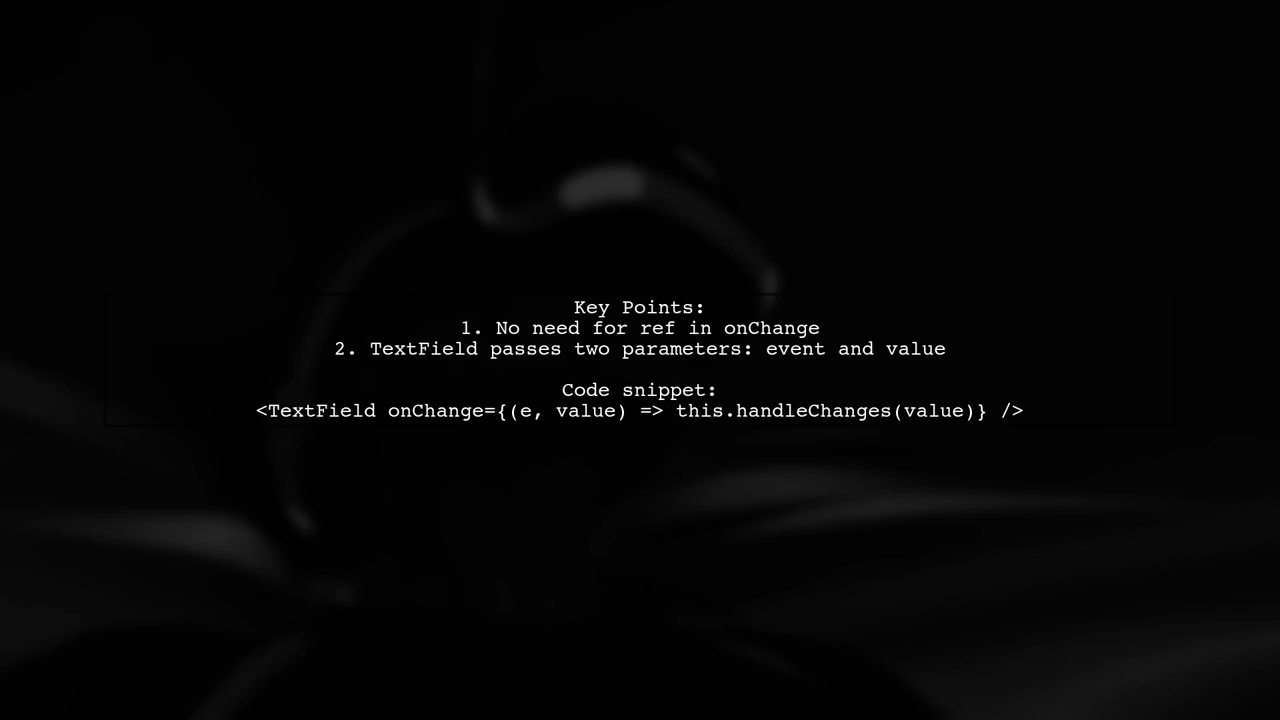 Key Points:
1. No need for ref in onChange
2. TextField passes two parameters: event and value
Code snippet:
<TextField onChange={(e, value) => this.handleChanges(value)} />